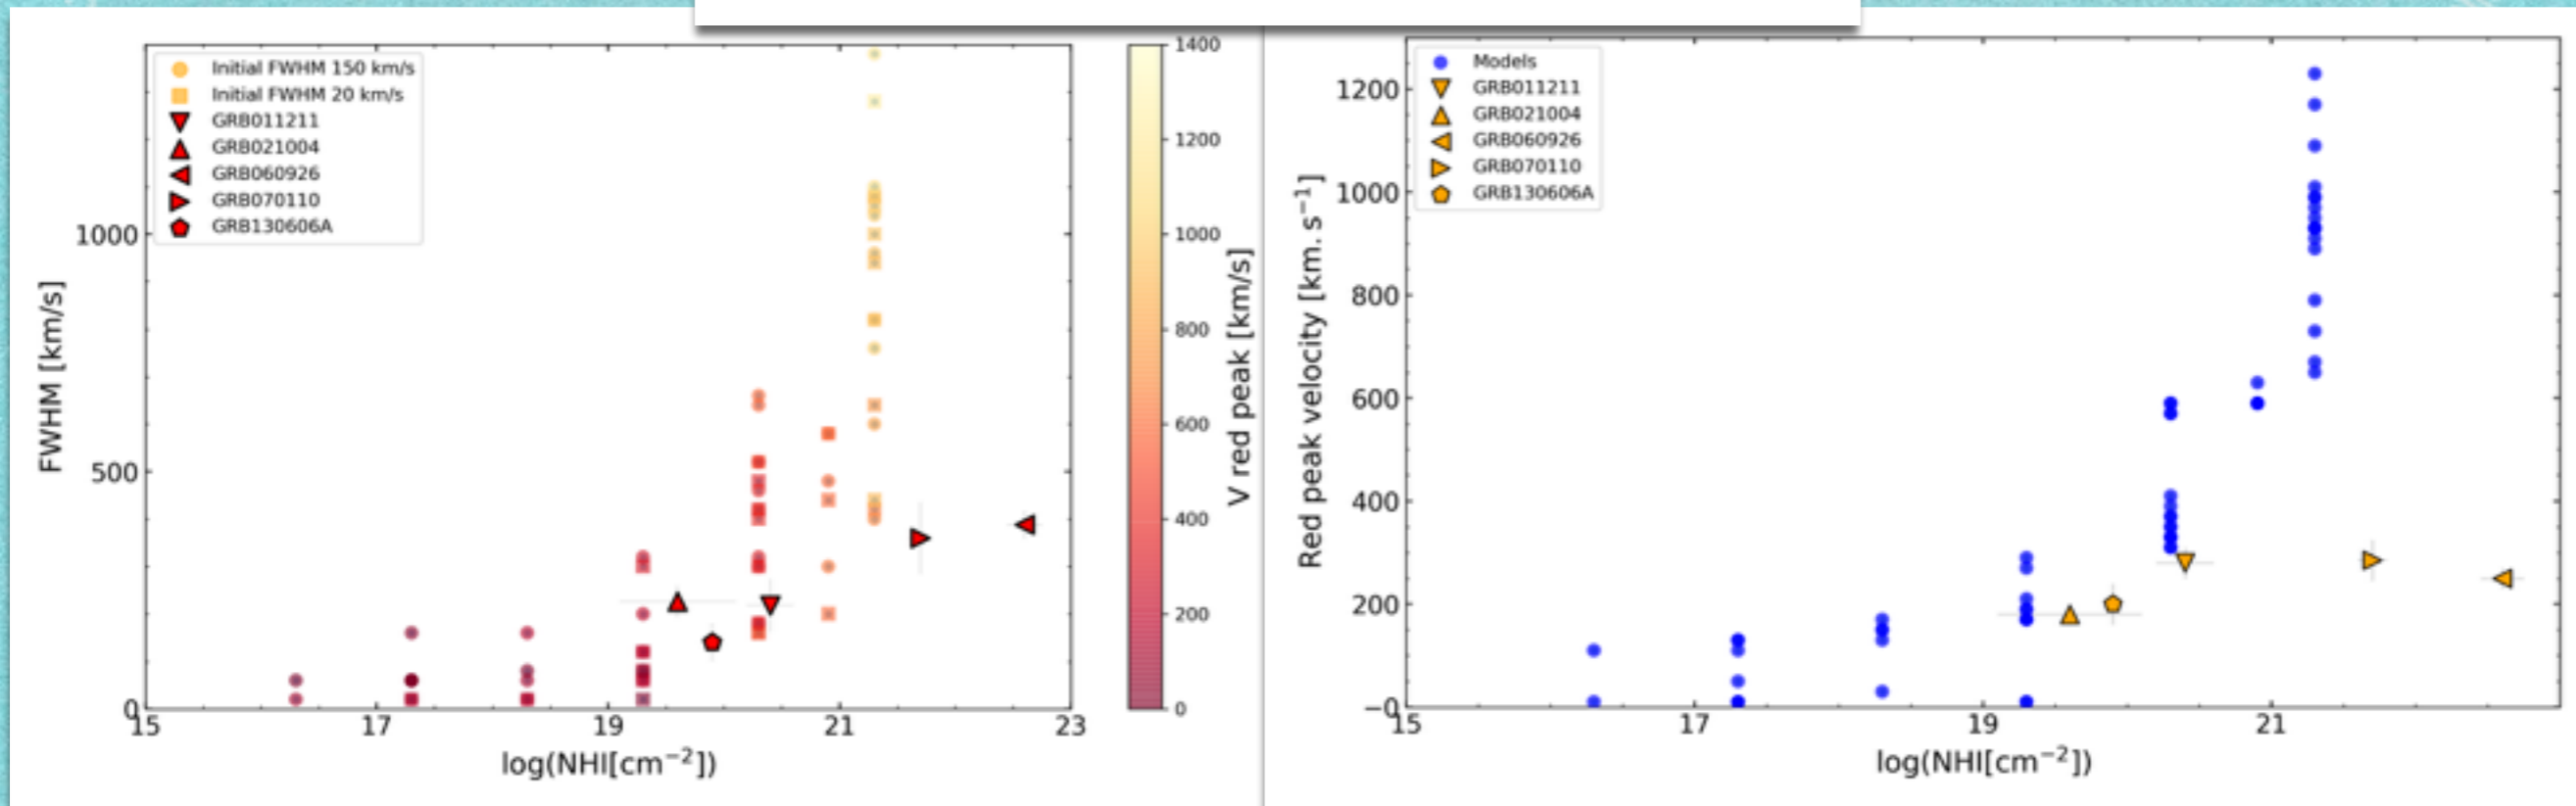 Initial FWHM 150 km/s
Initial FWHM 20 km/s
GRB011211
GRB021004
GRB060926
GRB070110
GRB130606A
1000
500
0
FWHM [km/s]
15 17 19 21 23
log(NHI[cm⁻²])
1400
1200
1000
800
600
400
200
0
V red peak [km/s]
Models
GRB011211
GRB021004
GRB060926
GRB070110
GRB130606A
1200
1000
800
600
400
200
−0
Red peak velocity [km.s⁻¹]
15 17 19 21
log(NHI[cm⁻²])